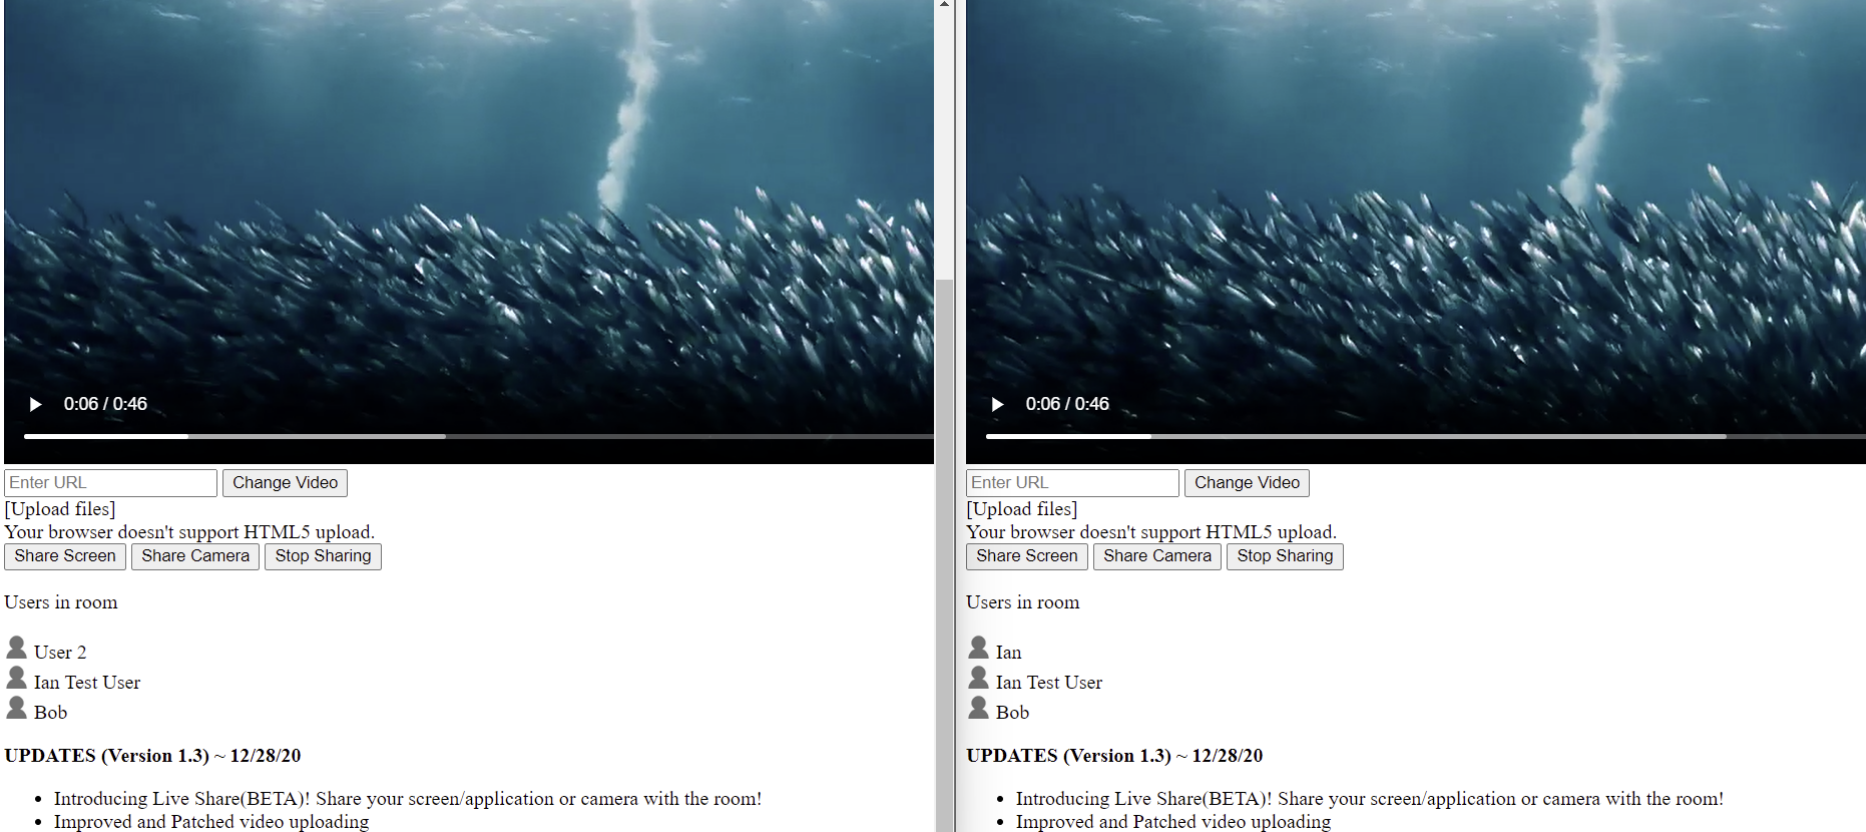 0:06 / 0:46
Enter URL Change Video
[Upload files]
Your browser doesn't support HTML5 upload.
Share Screen Share Camera Stop Sharing
Users in room
User 2
Ian Test User
Bob
UPDATES (Version 1.3) ~ 12/28/20
• Introducing Live Share(BETA)! Share your screen/application or camera with the room!
• Improved and Patched video uploading
0:06 / 0:46
Enter URL Change Video
[Upload files]
Your browser doesn't support HTML5 upload.
Share Screen Share Camera Stop Sharing
Users in room
Ian
Ian Test User
Bob
UPDATES (Version 1.3) ~ 12/28/20
• Introducing Live Share(BETA)! Share your screen/application or camera with the room!
• Improved and Patched video uploading